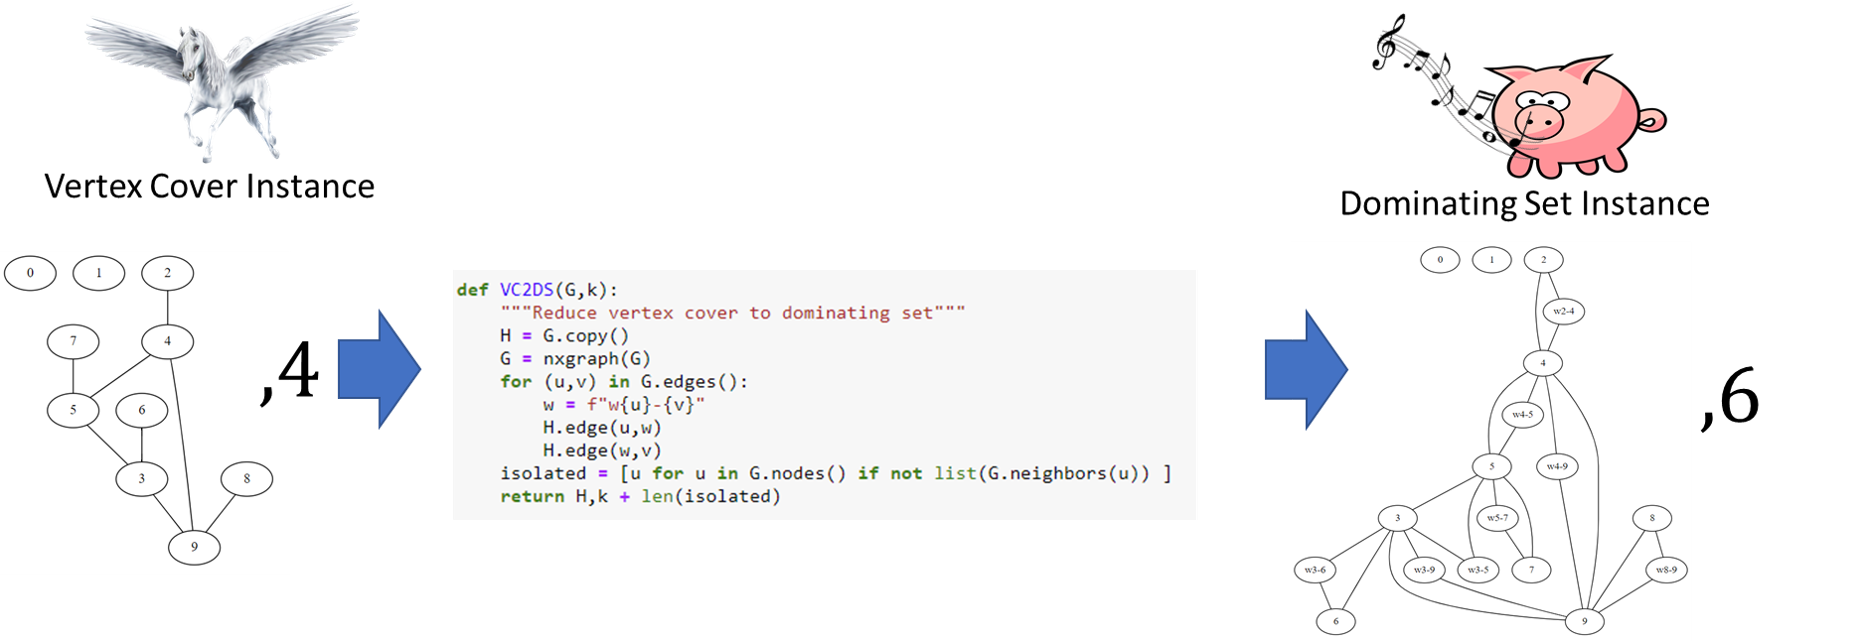 Vertex Cover Instance
0 1 2
7 4
5 6
3 8
9
,4
def VC2DS(G,k):
    """Reduce vertex cover to dominating set"""
    H = G.copy()
    G = nxgraph(G)
    for (u,v) in G.edges():
        w = f"w{u}-{v}"
        H.edge(u,w)
        H.edge(w,v)
    isolated = [u for u in G.nodes() if not list(G.neighbors(u)) ]
    return H,k + len(isolated)
Dominating Set Instance
0 1 2
w2-4
4
w4-5
5 w4-9
3 w5-7 8
w3-6 w3-9 w3-5 7 w8-9
6 9
,6